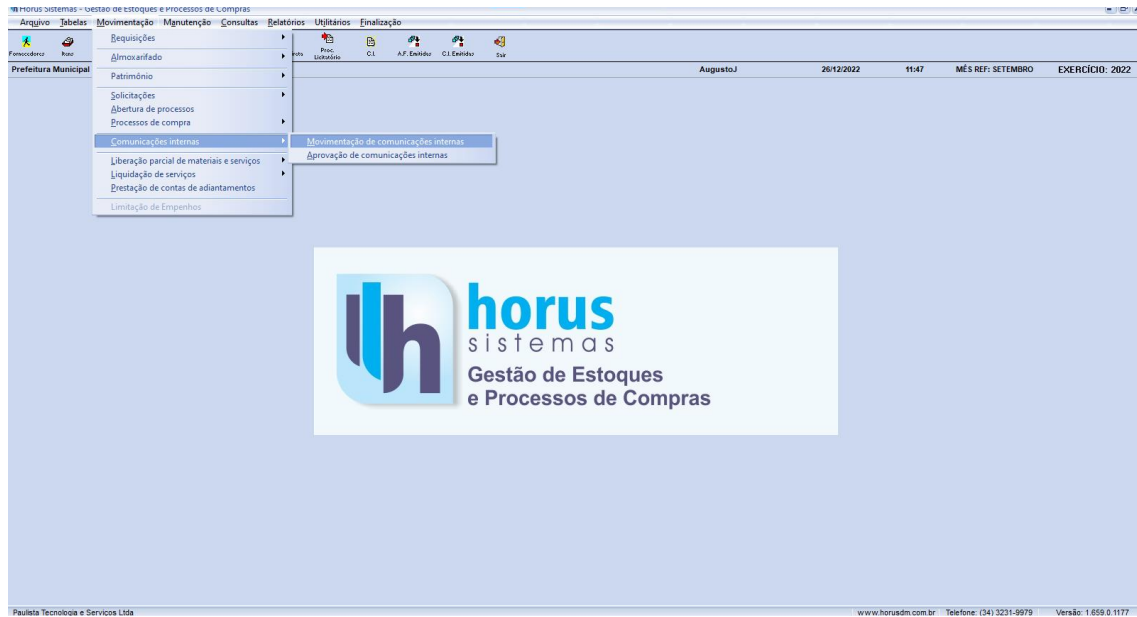 Horus Sistemas - Gestão de Estoques e Processos de Compras
Arquivo Tabelas Movimentação Manutenção Consultas Relatórios Utilitários Finalização
Fornecedores Itens Proc. Licitatório C.I. A.F. Emitidas C.I. Emitidas Sair
Prefeitura Municipal AugustoJ 26/12/2022 11:47 MÊS REF: SETEMBRO EXERCÍCIO: 2022
Requisições
Almoxarifado
Patrimônio
Solicitações
Abertura de processos
Processos de compra
Comunicações internas
Liberação parcial de materiais e serviços
Liquidação de serviços
Prestação de contas de adiantamentos
Limitação de Empenhos
Movimentação de comunicações internas
Aprovação de comunicações internas
horus
sistemas
Gestão de Estoques
e Processos de Compras
Paulista Tecnologia e Serviços Ltda www.horusdm.com.br Telefone: (34) 3231-9979 Versão: 1.659.0.1177